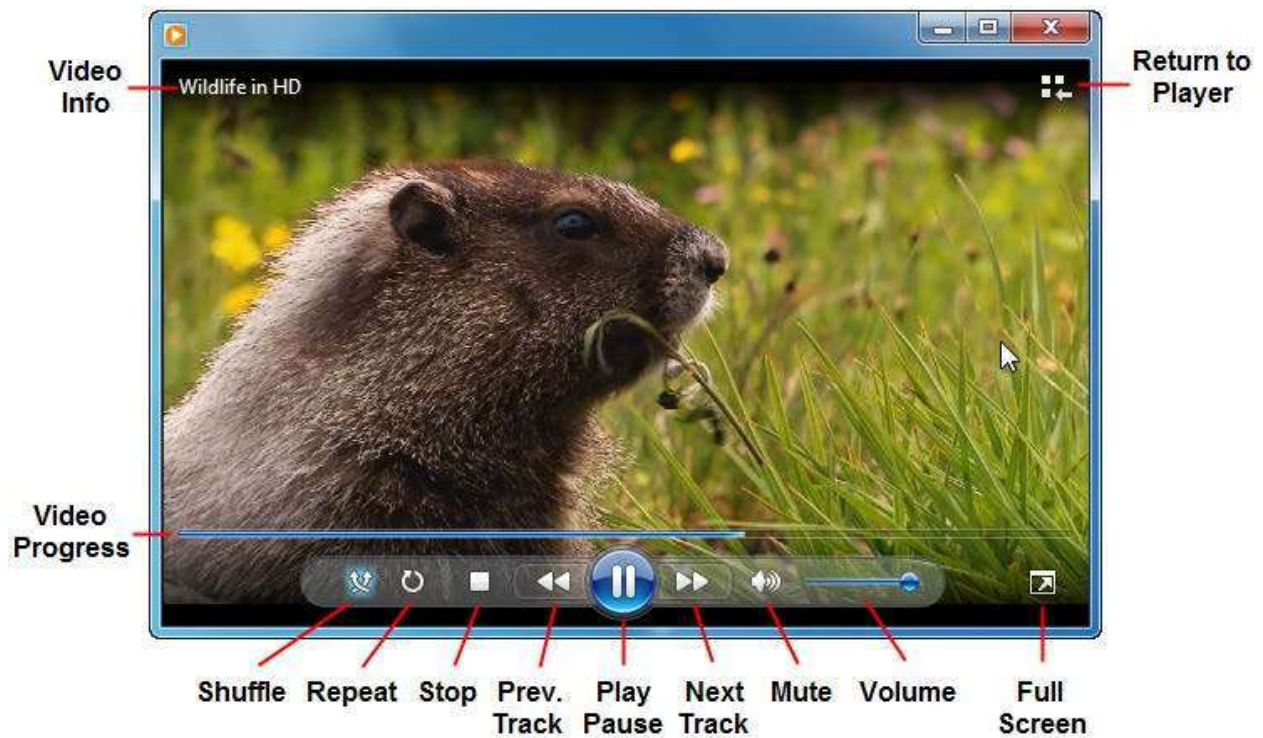 Video
Info
Wildlife in HD
Return to
Player
Video
Progress
Shuffle
Repeat
Stop
Prev.
Track
Play
Pause
Next
Track
Mute
Volume
Full
Screen